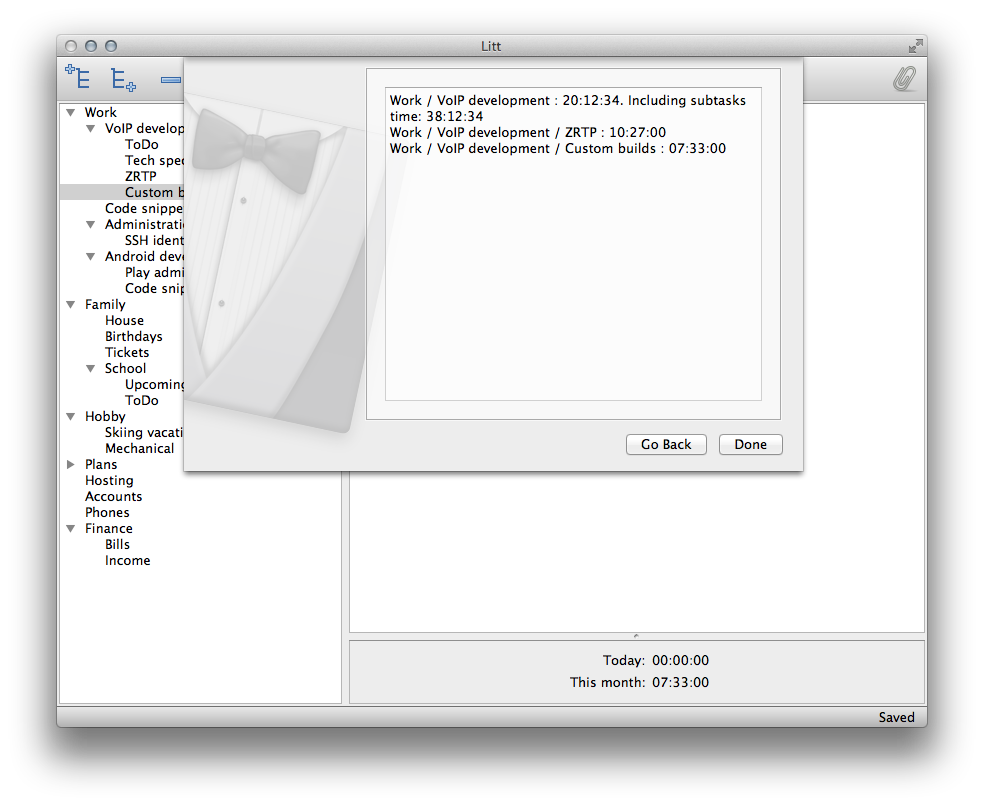 Litt
Work / VoIP development : 20:12:34. Including subtasks
time: 38:12:34
Work / VoIP development / ZRTP : 10:27:00
Work / VoIP development / Custom builds : 07:33:00
Go Back
Done
Work
VoIP develop
ToDo
Tech spec
ZRTP
Custom b
Code snippe
Administrati
SSH ident
Android deve
Play admi
Code snip
Family
House
Birthdays
Tickets
School
Upcoming
ToDo
Hobby
Skiing vacati
Mechanical
Plans
Hosting
Accounts
Phones
Finance
Bills
Income
Today: 00:00:00
This month: 07:33:00
Saved